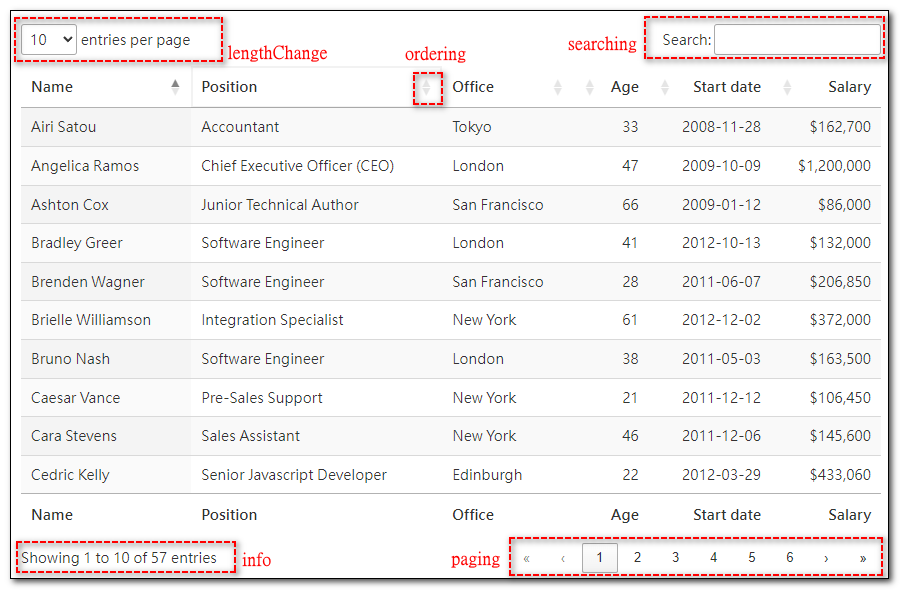 10 entries per page Search:
lengthChange ordering searching
Name Position Office Age Start date Salary
Airi Satou Accountant Tokyo 33 2008-11-28 $162,700
Angelica Ramos Chief Executive Officer (CEO) London 47 2009-10-09 $1,200,000
Ashton Cox Junior Technical Author San Francisco 66 2009-01-12 $86,000
Bradley Greer Software Engineer London 41 2012-10-13 $132,000
Brenden Wagner Software Engineer San Francisco 28 2011-06-07 $206,850
Brielle Williamson Integration Specialist New York 61 2012-12-02 $372,000
Bruno Nash Software Engineer London 38 2011-05-03 $163,500
Caesar Vance Pre-Sales Support New York 21 2011-12-12 $106,450
Cara Stevens Sales Assistant New York 46 2011-12-06 $145,600
Cedric Kelly Senior Javascript Developer Edinburgh 22 2012-03-29 $433,060
Name Position Office Age Start date Salary
Showing 1 to 10 of 57 entries info paging « ‹ 1 2 3 4 5 6 › »